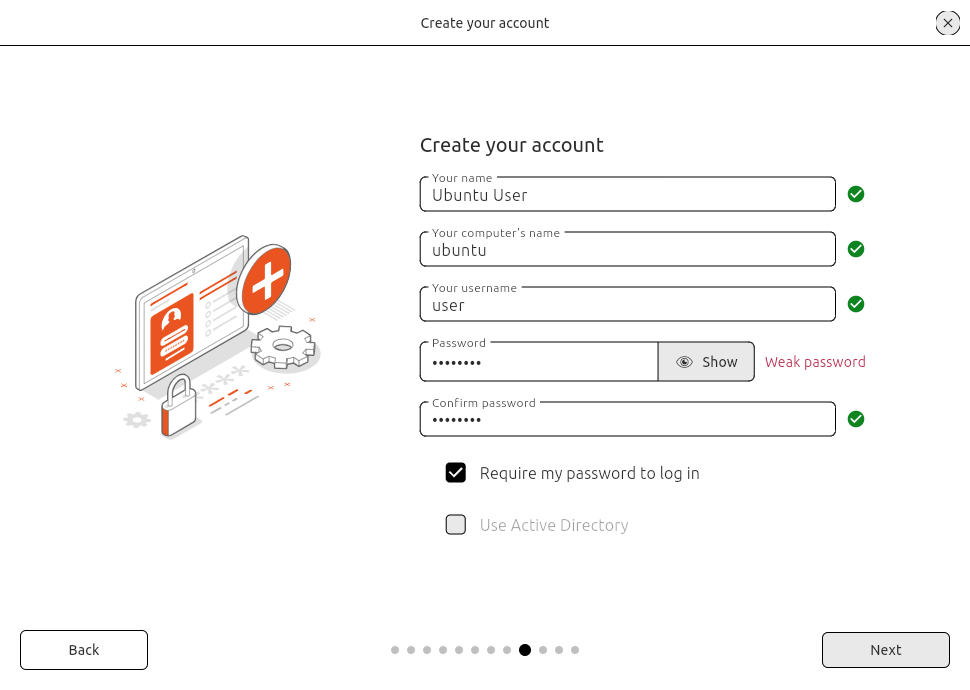 Create your account
Create your account
Your name
Ubuntu User
Your computer's name
ubuntu
Your username
user
Password
••••••••
Show
Weak password
Confirm password
••••••••
Require my password to log in
Use Active Directory
Back
Next